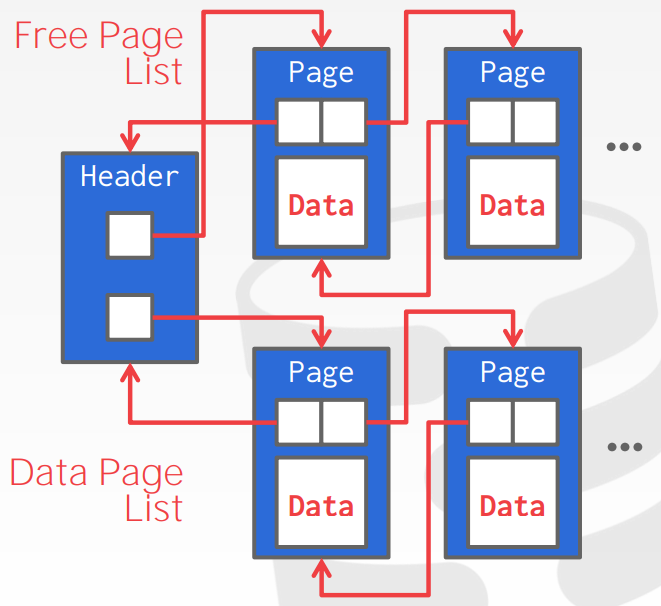 Free Page
List
Page
Page
Data
Data
•••
Header
Page
Page
Data
Data
•••
Data Page
List